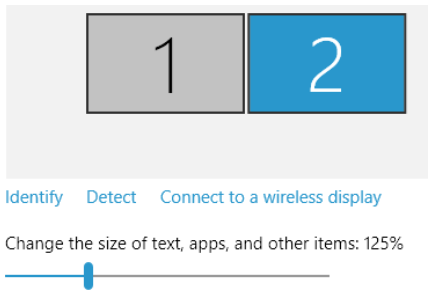 1 2
Identify Detect Connect to a wireless display
Change the size of text, apps, and other items: 125%